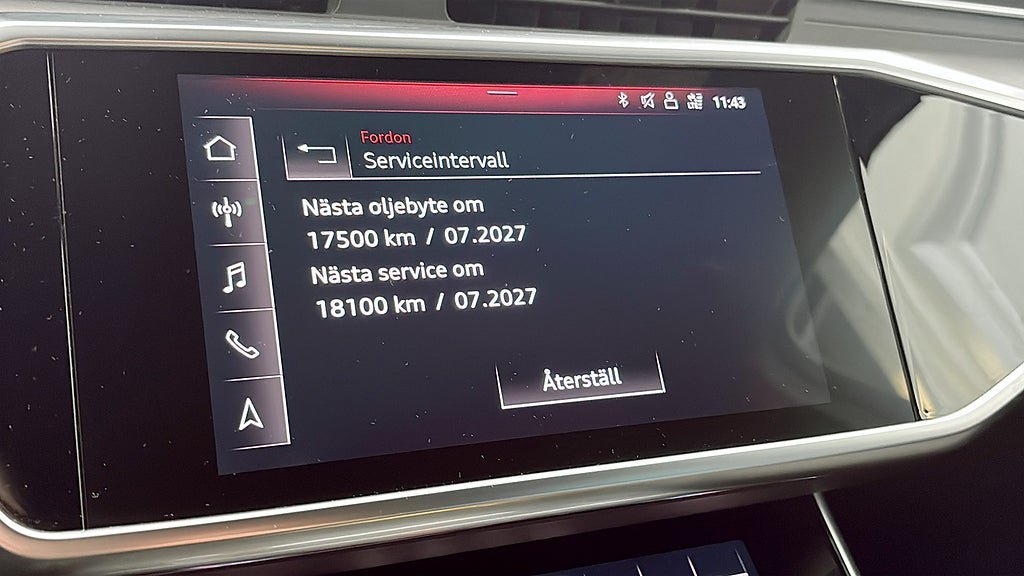 11:43
Fordon
Serviceintervall
Nästa oljebyte om
17500 km / 07.2027
Nästa service om
18100 km / 07.2027
Återställ